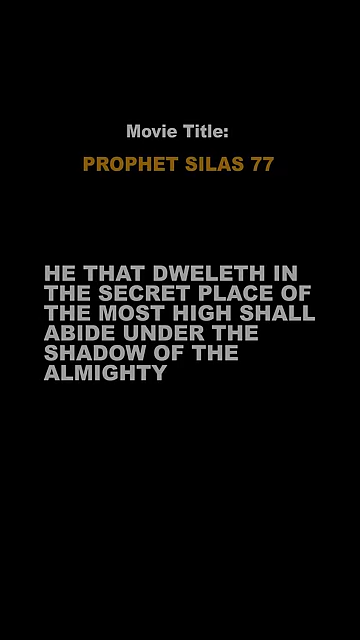 Movie Title:
PROPHET SILAS 77
HE THAT DWELETH IN
THE SECRET PLACE OF
THE MOST HIGH SHALL
ABIDE UNDER THE
SHADOW OF THE
ALMIGHTY